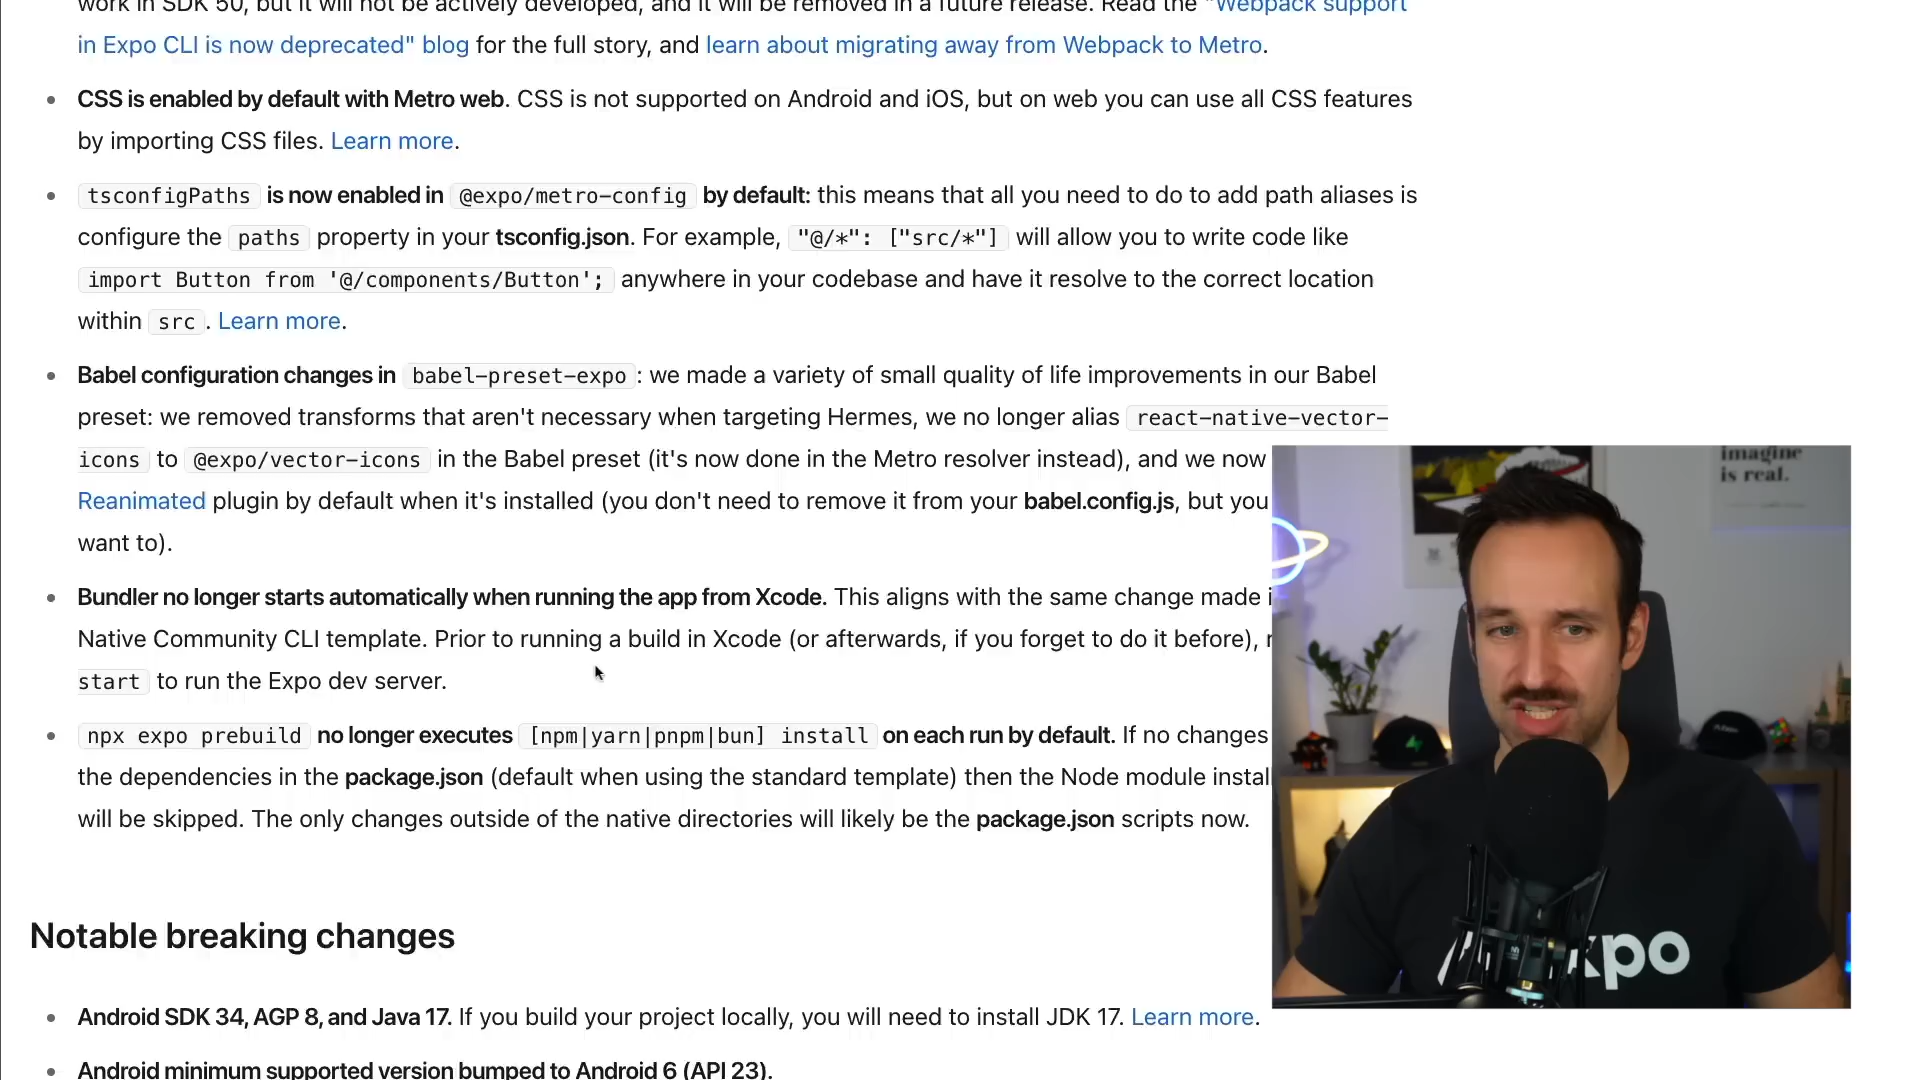 work in SDK 50, but it will not be actively developed, and it will be removed in a future release. Read the "Webpack support
in Expo CLI is now deprecated" blog for the full story, and learn about migrating away from Webpack to Metro.
• CSS is enabled by default with Metro web. CSS is not supported on Android and iOS, but on web you can use all CSS features
by importing CSS files. Learn more.
• tsconfigPaths is now enabled in @expo/metro-config by default: this means that all you need to do to add path aliases is
configure the paths property in your tsconfig.json. For example, "@/*": ["src/*"] will allow you to write code like
import Button from '@/components/Button'; anywhere in your codebase and have it resolve to the correct location
within src . Learn more.
• Babel configuration changes in babel-preset-expo : we made a variety of small quality of life improvements in our Babel
preset: we removed transforms that aren't necessary when targeting Hermes, we no longer alias react-native-vector-
icons to @expo/vector-icons in the Babel preset (it's now done in the Metro resolver instead), and we now
Reanimated plugin by default when it's installed (you don't need to remove it from your babel.config.js, but you
want to).
• Bundler no longer starts automatically when running the app from Xcode. This aligns with the same change made
Native Community CLI template. Prior to running a build in Xcode (or afterwards, if you forget to do it before),
start to run the Expo dev server.
• npx expo prebuild no longer executes [npm|yarn|pnpm|bun] install on each run by default. If no changes
the dependencies in the package.json (default when using the standard template) then the Node module instal
will be skipped. The only changes outside of the native directories will likely be the package.json scripts now.
Notable breaking changes
• Android SDK 34, AGP 8, and Java 17. If you build your project locally, you will need to install JDK 17. Learn more.
• Android minimum supported version bumped to Android 6 (API 23).
imagine
is real.
xpo